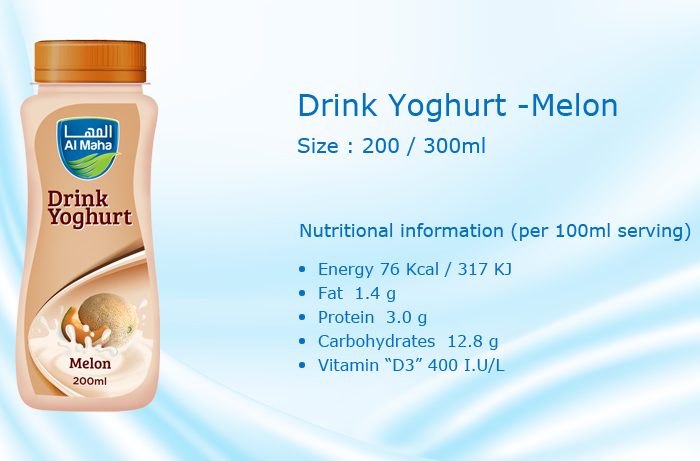 المها
Al Maha
Drink
Yoghurt
Melon
200ml
Drink Yoghurt -Melon
Size : 200 / 300ml
Nutritional information (per 100ml serving)
• Energy 76 Kcal / 317 KJ
• Fat 1.4 g
• Protein 3.0 g
• Carbohydrates 12.8 g
• Vitamin “D3” 400 I.U/L